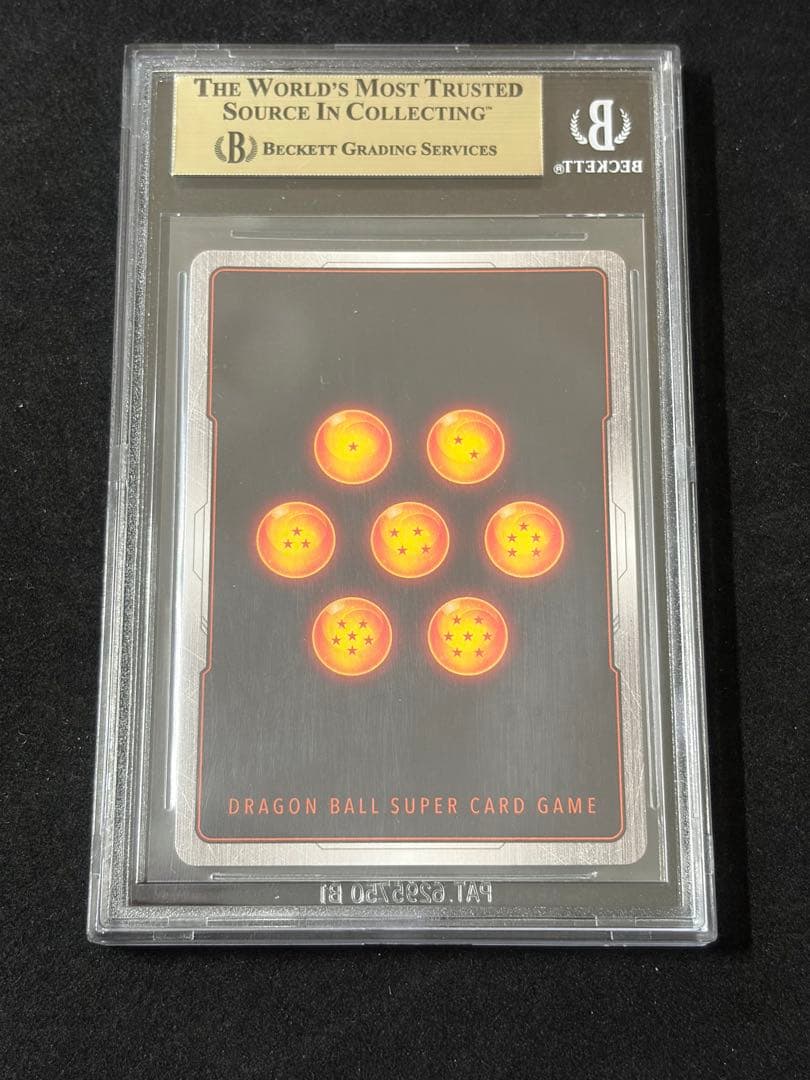 THE WORLD'S MOST TRUSTED
SOURCE IN COLLECTING™
B BECKETT GRADING SERVICES
B
BECKETT®
DRAGON BALL SUPER CARD GAME
PAT. 6295750 B1